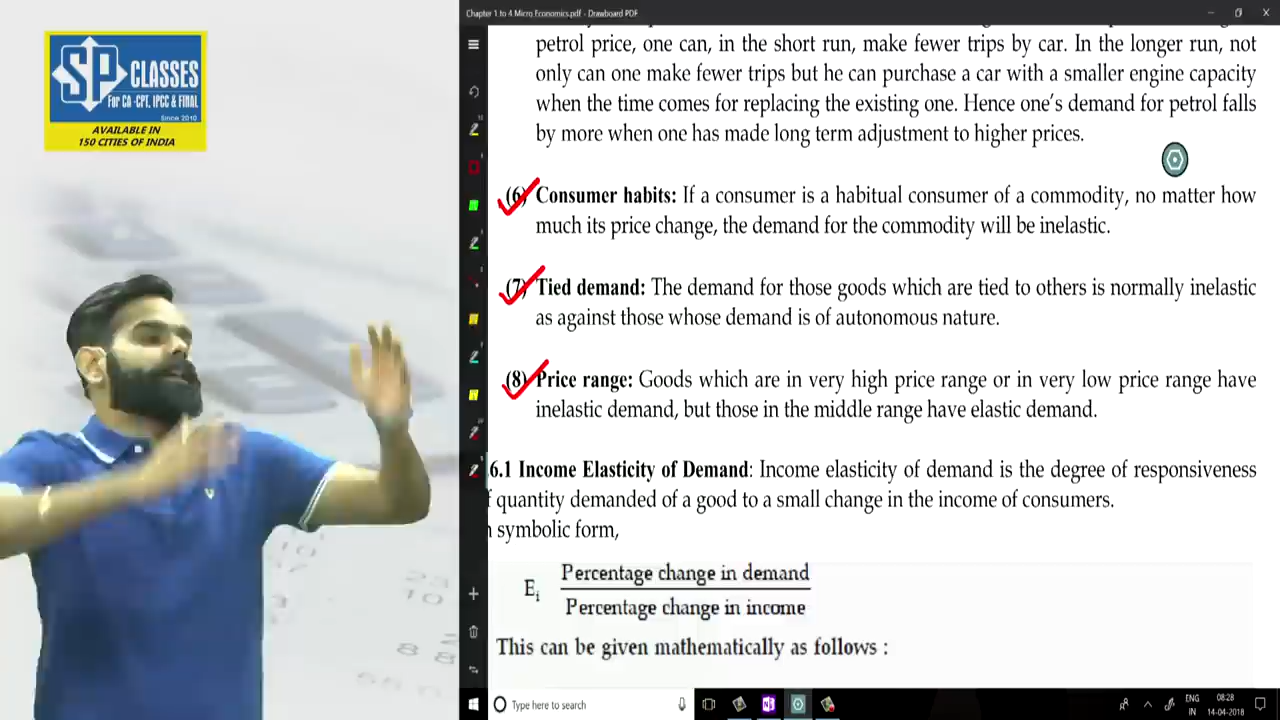 Chapter 1 to 4 Micro Economics.pdf - Drawboard PDF
SP CLASSES
For CA -CPT, IPCC & FINAL
Since 2010
AVAILABLE IN
150 CITIES OF INDIA
petrol price, one can, in the short run, make fewer trips by car. In the longer run, not
only can one make fewer trips but he can purchase a car with a smaller engine capacity
when the time comes for replacing the existing one. Hence one's demand for petrol falls
by more when one has made long term adjustment to higher prices.
(6) Consumer habits: If a consumer is a habitual consumer of a commodity, no matter how
much its price change, the demand for the commodity will be inelastic.
(7) Tied demand: The demand for those goods which are tied to others is normally inelastic
as against those whose demand is of autonomous nature.
(8) Price range: Goods which are in very high price range or in very low price range have
inelastic demand, but those in the middle range have elastic demand.
.6.1 Income Elasticity of Demand: Income elasticity of demand is the degree of responsiveness
f quantity demanded of a good to a small change in the income of consumers.
n symbolic form,
Ei Percentage change in demand
Percentage change in income
This can be given mathematically as follows :
Type here to search
ENG
IN
08:28
14-04-2018